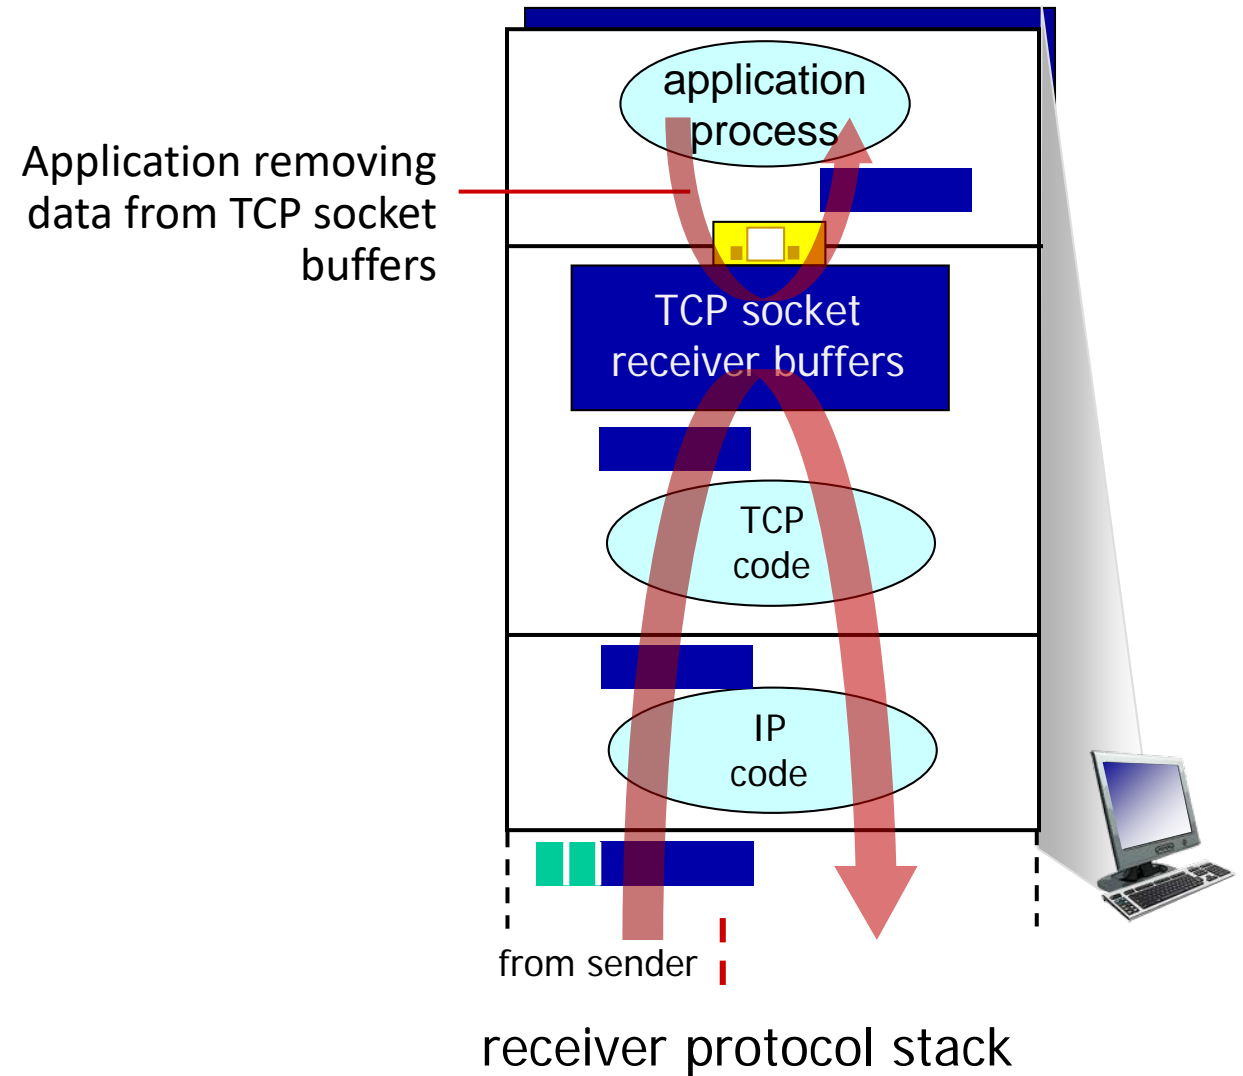 application
process
Application removing
data from TCP socket
buffers
TCP socket
receiver buffers
TCP
code
IP
code
from sender
receiver protocol stack